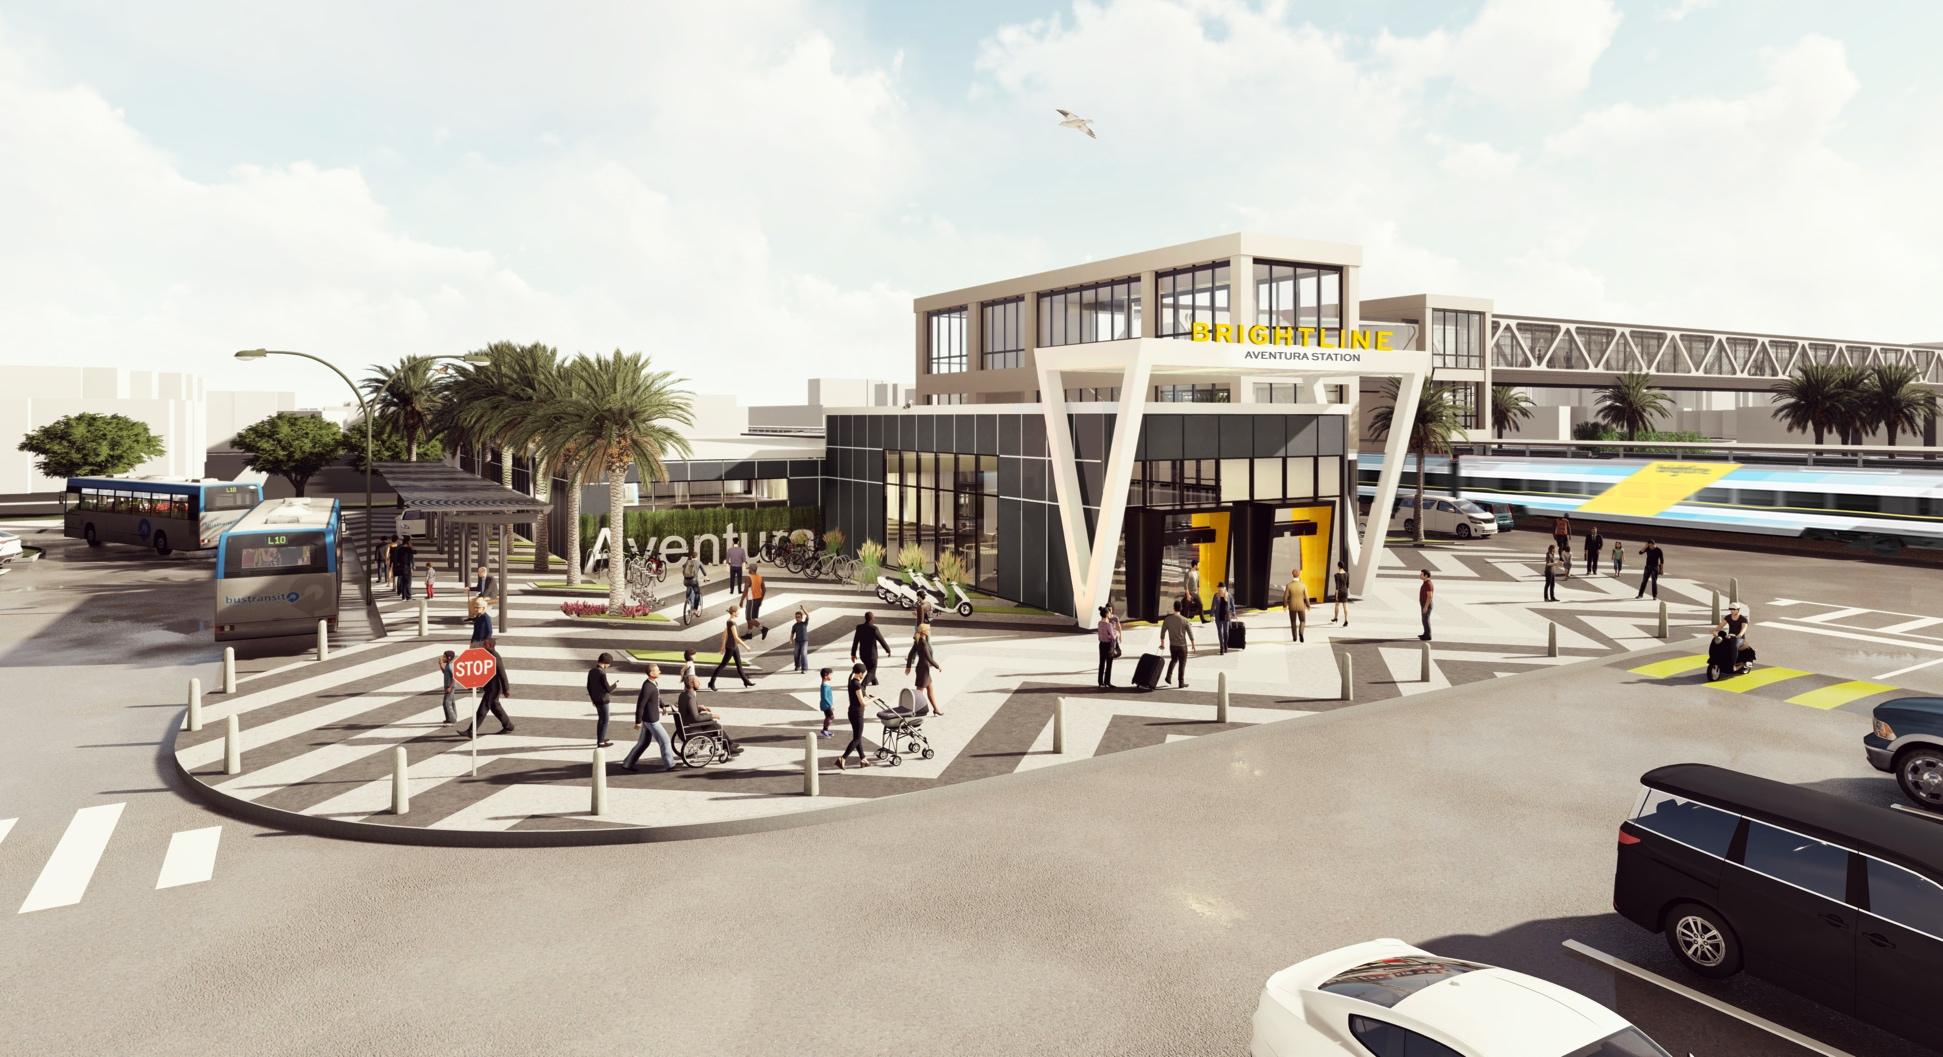 BRIGHTLINE
AVENTURA STATION
L10
L10
bustransit
Aventura
STOP